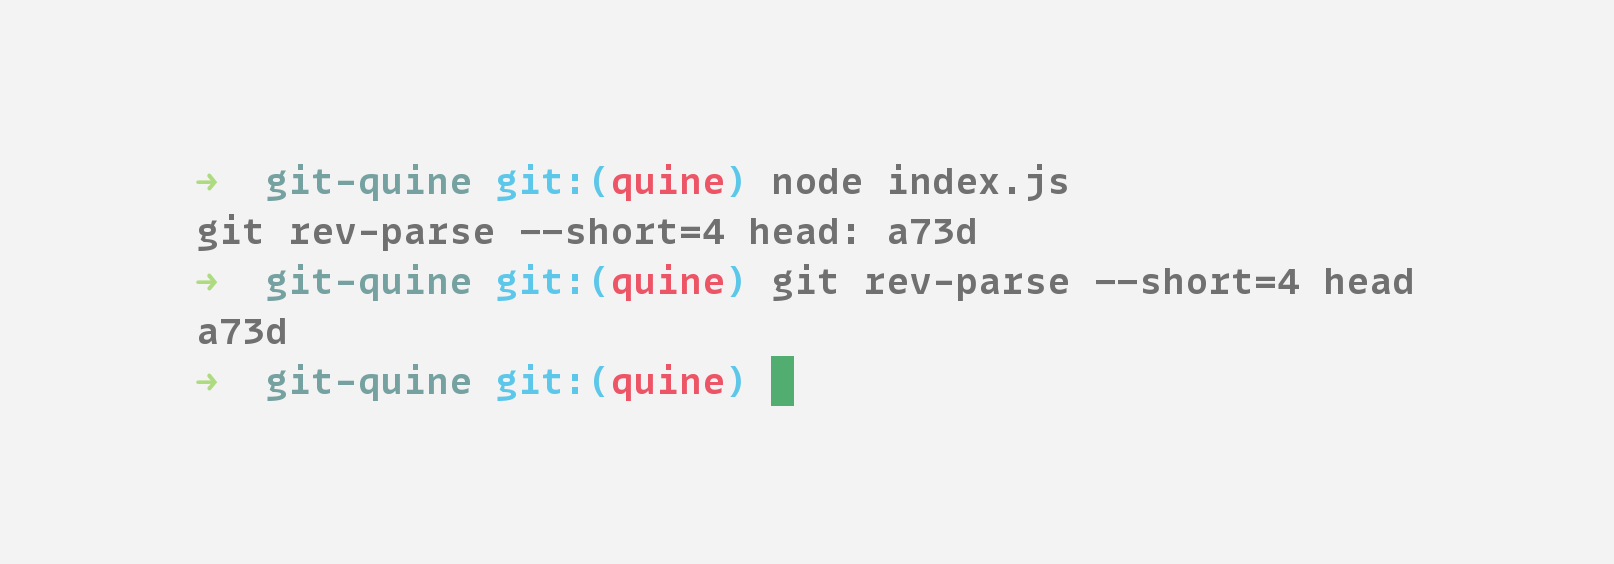 ➜  git-quine git:(quine) node index.js
git rev-parse --short=4 head: a73d
➜  git-quine git:(quine) git rev-parse --short=4 head
a73d
➜  git-quine git:(quine)